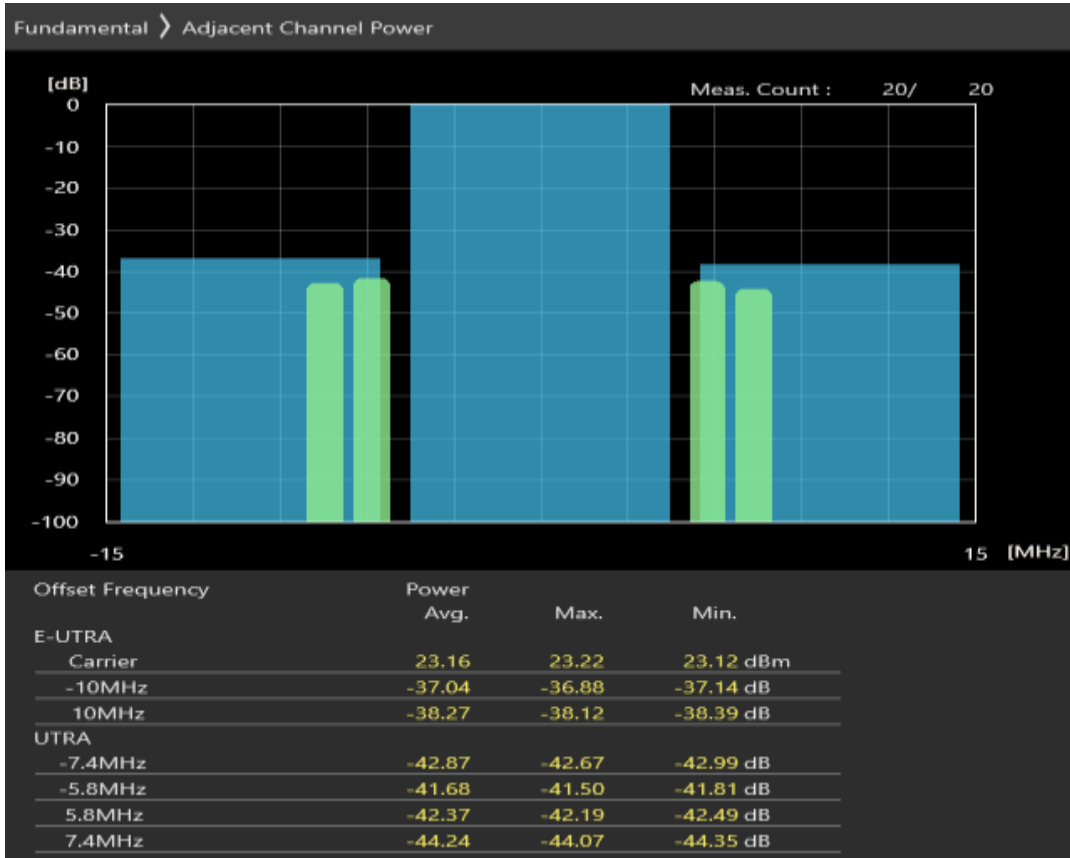 Fundamental 〉 Adjacent Channel Power
[dB]
Meas. Count : 20/ 20
0
-10
-20
-30
-40
-50
-60
-70
-80
-90
-100
-15 15 [MHz]
Offset Frequency Power
Avg. Max. Min.
E-UTRA
Carrier 23.16 23.22 23.12 dBm
-10MHz -37.04 -36.88 -37.14 dB
10MHz -38.27 -38.12 -38.39 dB
UTRA
-7.4MHz -42.87 -42.67 -42.99 dB
-5.8MHz -41.68 -41.50 -41.81 dB
5.8MHz -42.37 -42.19 -42.49 dB
7.4MHz -44.24 -44.07 -44.35 dB